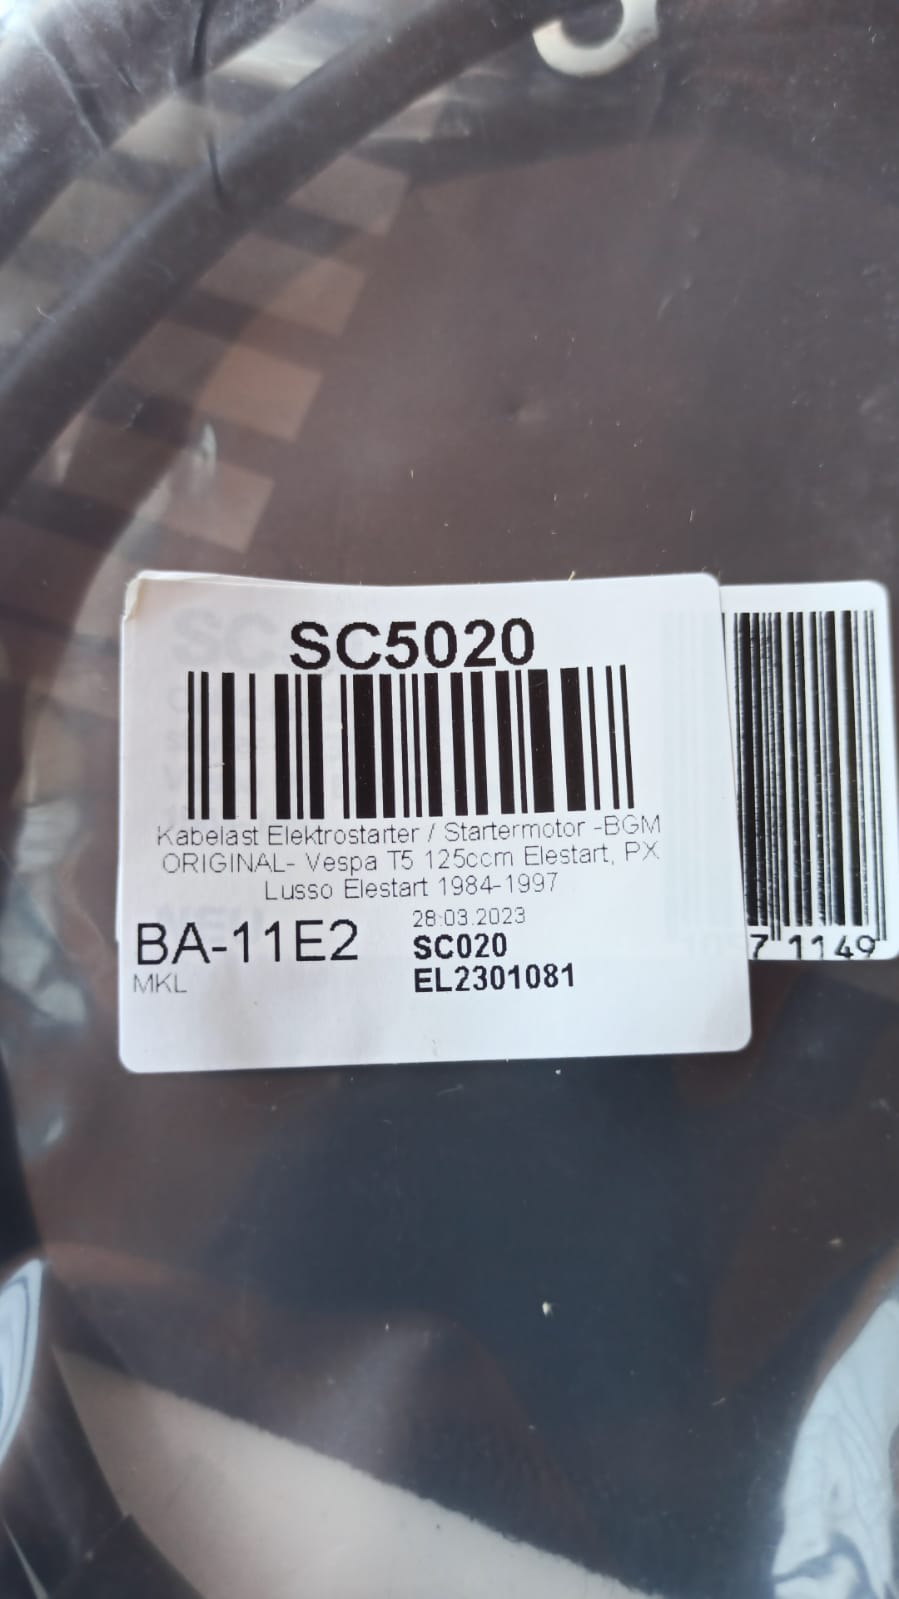 SC5020
Kabelast Elektrostarter / Startermotor -BGM
ORIGINAL- Vespa T5 125ccm Elestart, PX
Lusso Elestart 1984-1997
28.03.2023
BA-11E2
SC020
MKL
EL2301081
7 1149